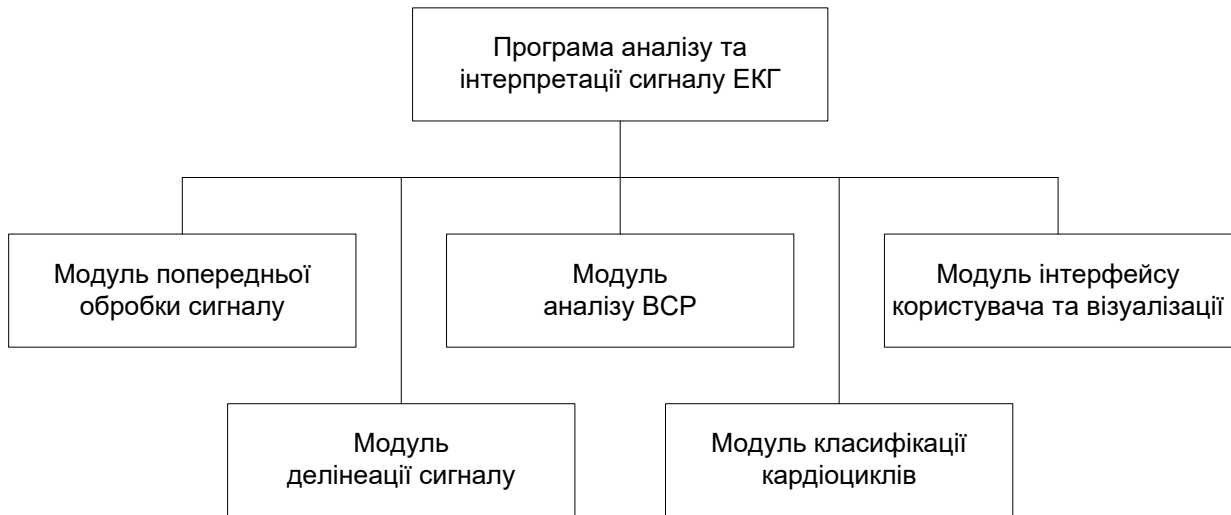 Програма аналізу та
інтерпретації сигналу ЕКГ
Модуль попередньої
обробки сигналу
Модуль
аналізу ВСР
Модуль інтерфейсу
користувача та візуалізації
Модуль
делінеації сигналу
Модуль класифікації
кардіоциклів